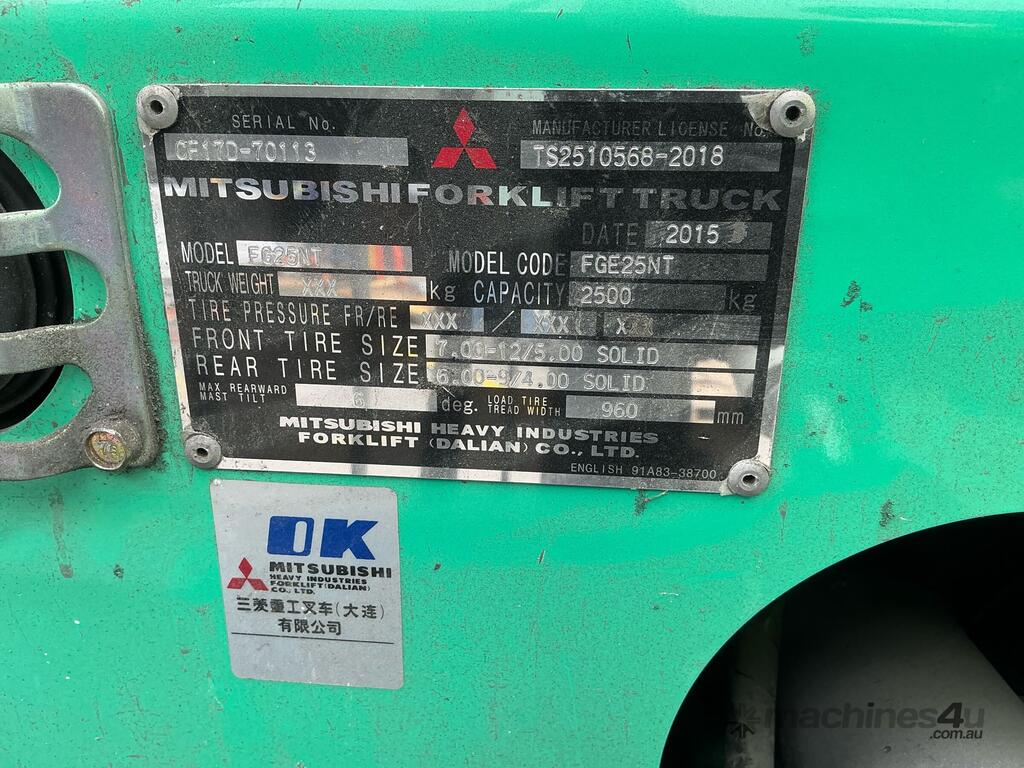 SERIAL No.
CF17D-70113
MANUFACTURER LICENSE No.
TS2510568-2018
MITSUBISHI FORKLIFT TRUCK
DATE 2015
MODEL FG25NT MODEL CODE FGE25NT
TRUCK WEIGHT XXX kg CAPACITY 2500 kg
TIRE PRESSURE FR/RE XXX / XXX XXX
FRONT TIRE SIZE 7.00-12/5.00 SOLID
REAR TIRE SIZE 6.00-9/4.00 SOLID
MAX REARWARD MAST TILT 6 deg. LOAD TIRE TREAD WIDTH 960 mm
MITSUBISHI HEAVY INDUSTRIES
FORKLIFT (DALIAN) CO., LTD.
ENGLISH 91A83-38700
OK
MITSUBISHI
HEAVY INDUSTRIES
FORKLIFT (DALIAN)
CO., LTD.
三菱重工叉车(大连)
有限公司
machines4u
.com.au